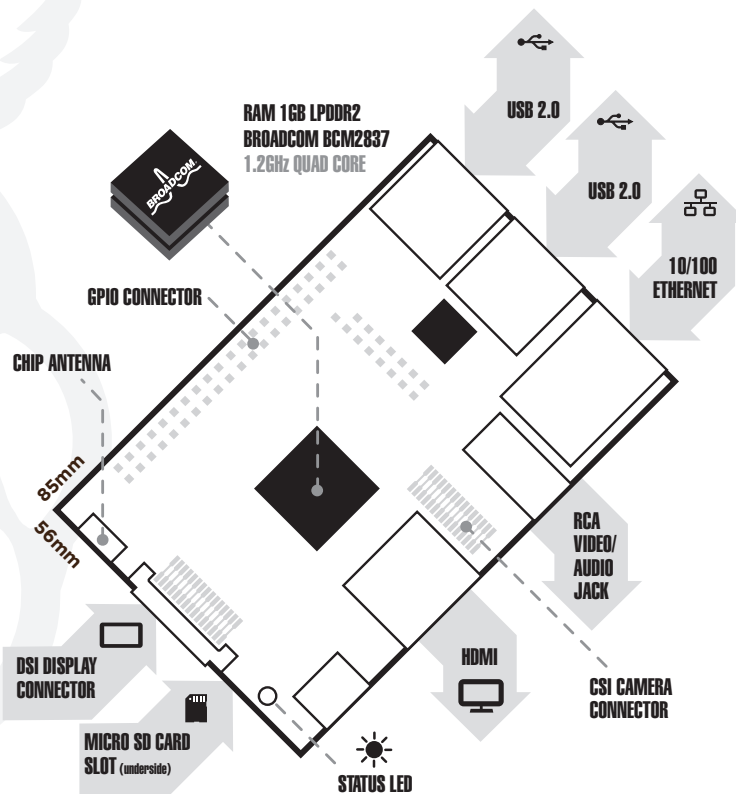 USB 2.0
RAM 1GB LPDDR2
BROADCOM BCM2837
1.2GHz QUAD CORE
BROADCOM.
USB 2.0
10/100
ETHERNET
GPIO CONNECTOR
CHIP ANTENNA
85mm
56mm
RCA
VIDEO/
AUDIO
JACK
DSI DISPLAY
CONNECTOR
HDMI
CSI CAMERA
CONNECTOR
MICRO SD CARD
SLOT (underside)
STATUS LED